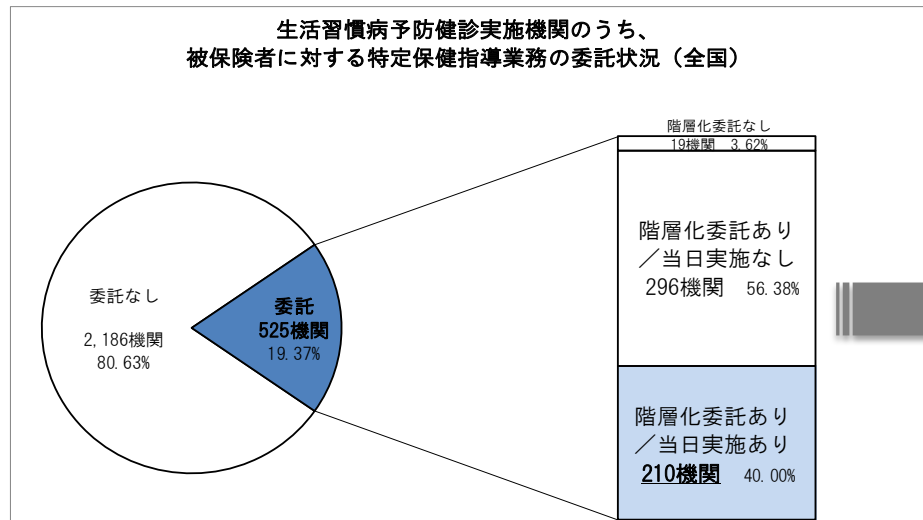 生活習慣病予防健診実施機関のうち、
被保険者に対する特定保健指導業務の委託状況（全国）
委託なし
2,186機関
80.63%
委託
525機関
19.37%
階層化委託なし
19機関　3.62%
階層化委託あり
／当日実施なし
296機関　56.38%
階層化委託あり
／当日実施あり
210機関　40.00%